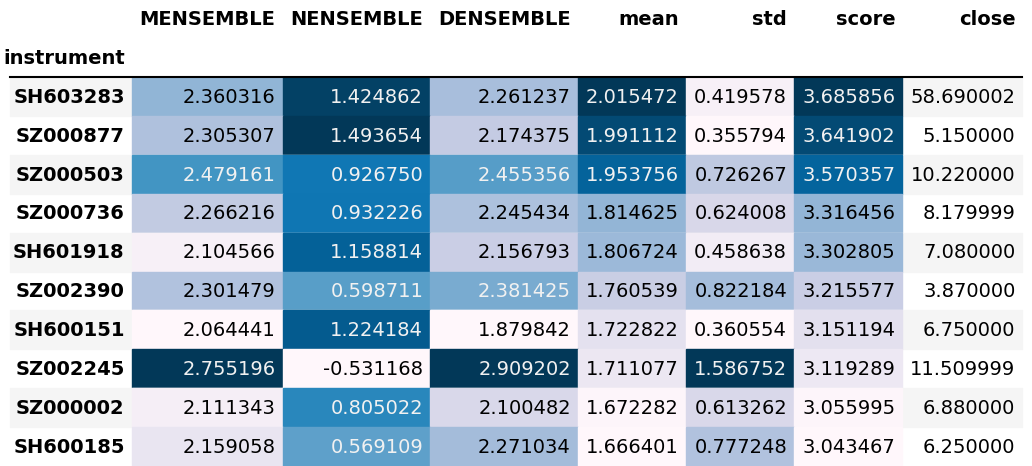 MENSEMBLE NENSEMBLE DENSEMBLE mean std score close
instrument
SH603283 2.360316 1.424862 2.261237 2.015472 0.419578 3.685856 58.690002
SZ000877 2.305307 1.493654 2.174375 1.991112 0.355794 3.641902 5.150000
SZ000503 2.479161 0.926750 2.455356 1.953756 0.726267 3.570357 10.220000
SZ000736 2.266216 0.932226 2.245434 1.814625 0.624008 3.316456 8.179999
SH601918 2.104566 1.158814 2.156793 1.806724 0.458638 3.302805 7.080000
SZ002390 2.301479 0.598711 2.381425 1.760539 0.822184 3.215577 3.870000
SH600151 2.064441 1.224184 1.879842 1.722822 0.360554 3.151194 6.750000
SZ002245 2.755196 -0.531168 2.909202 1.711077 1.586752 3.119289 11.509999
SZ000002 2.111343 0.805022 2.100482 1.672282 0.613262 3.055995 6.880000
SH600185 2.159058 0.569109 2.271034 1.666401 0.777248 3.043467 6.250000